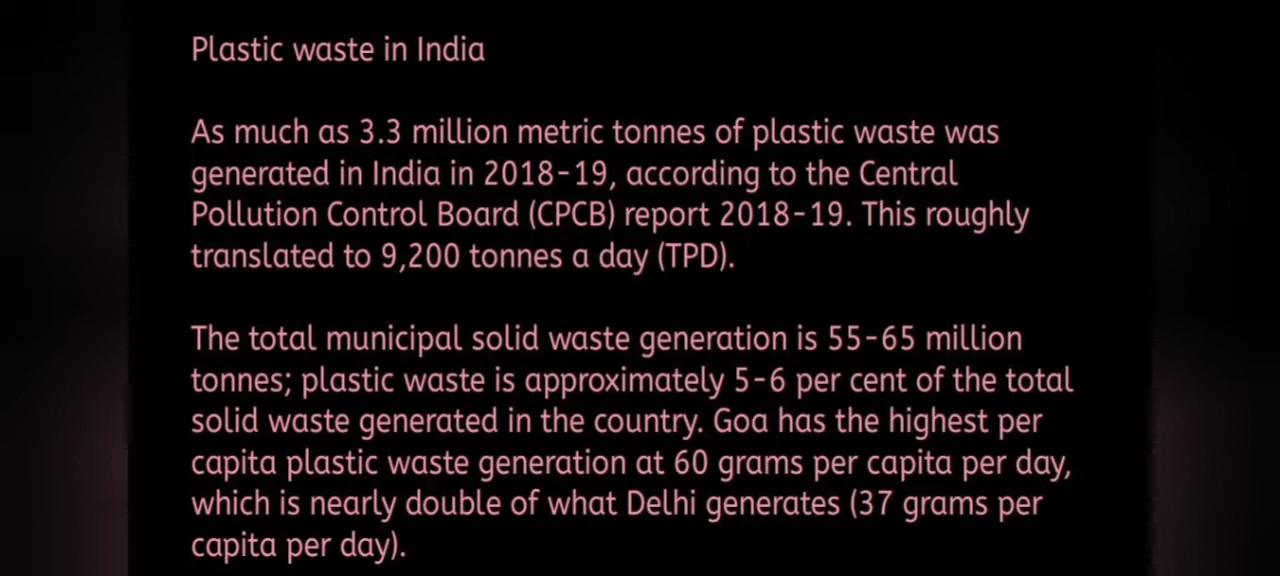 Plastic waste in India
As much as 3.3 million metric tonnes of plastic waste was
generated in India in 2018-19, according to the Central
Pollution Control Board (CPCB) report 2018-19. This roughly
translated to 9,200 tonnes a day (TPD).
The total municipal solid waste generation is 55-65 million
tonnes; plastic waste is approximately 5-6 per cent of the total
solid waste generated in the country. Goa has the highest per
capita plastic waste generation at 60 grams per capita per day,
which is nearly double of what Delhi generates (37 grams per
capita per day).